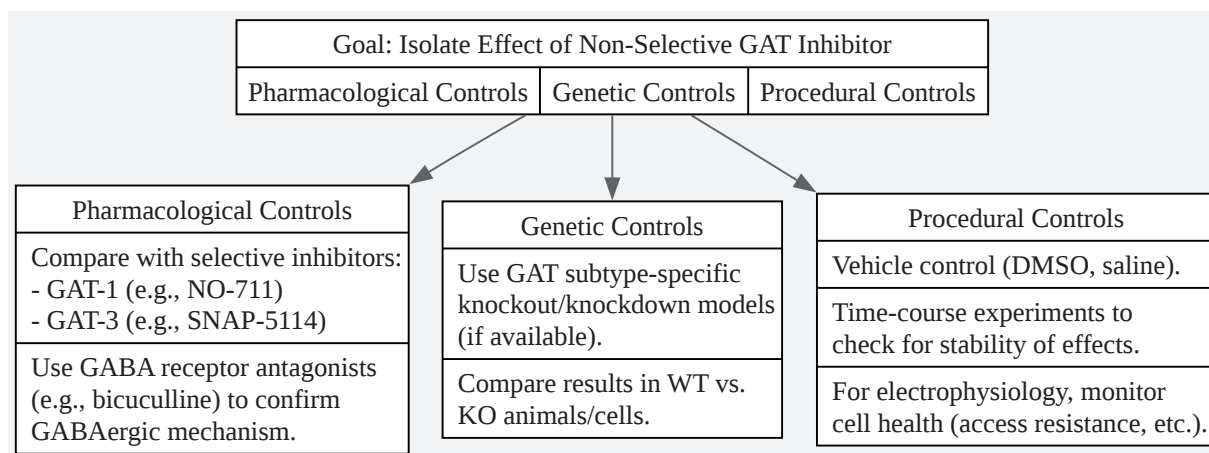 Goal: Isolate Effect of Non-Selective GAT Inhibitor
Pharmacological Controls
Genetic Controls
Procedural Controls
Pharmacological Controls
Compare with selective inhibitors:
- GAT-1 (e.g., NO-711)
- GAT-3 (e.g., SNAP-5114)
Use GABA receptor antagonists
(e.g., bicuculline) to confirm
GABAergic mechanism.
Genetic Controls
Use GAT subtype-specific
knockout/knockdown models
(if available).
Compare results in WT vs.
KO animals/cells.
Procedural Controls
Vehicle control (DMSO, saline).
Time-course experiments to
check for stability of effects.
For electrophysiology, monitor
cell health (access resistance, etc.).